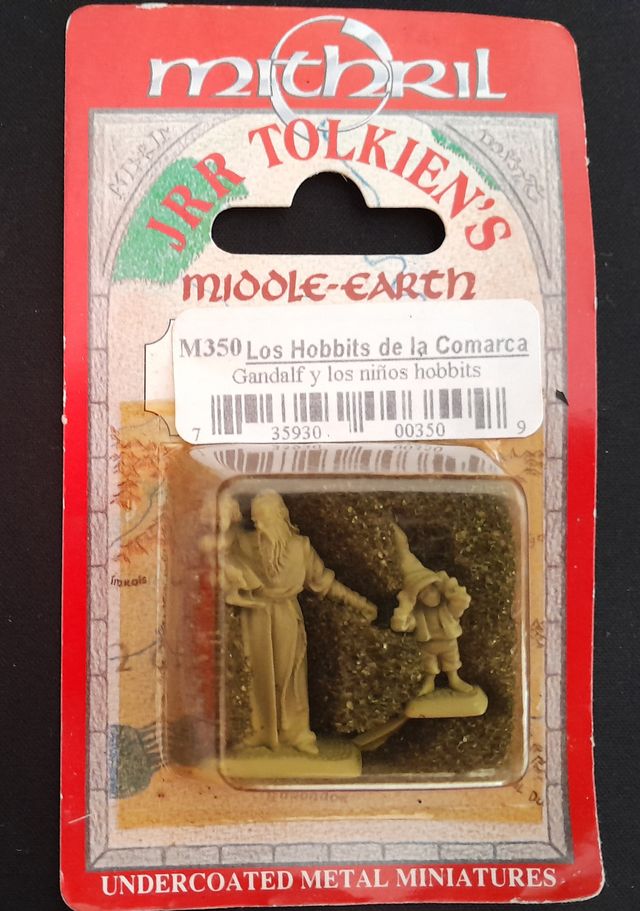 mithril
JRR TOLKIEN'S
MIDDLE-EARTH
M350 Los Hobbits de la Comarca
Gandalf y los niños hobbits
7 35930 00350 9
UNDERCOATED METAL MINIATURES